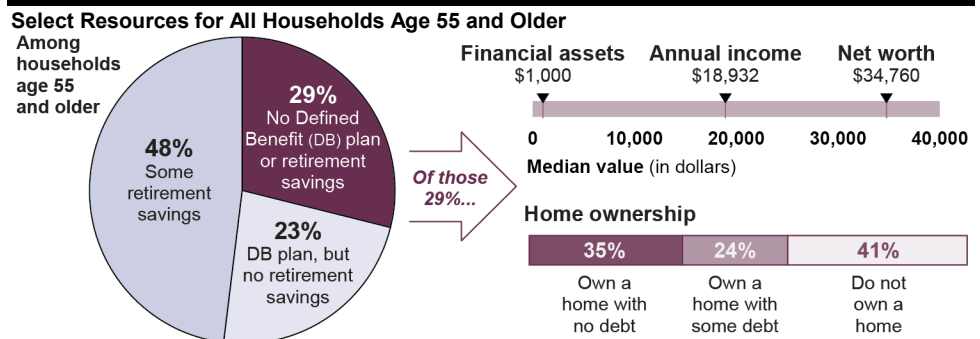 Select Resources for All Households Age 55 and Older
Among
households
age 55
and older
29%
No Defined
Benefit (DB) plan
or retirement
savings
48%
Some
retirement
savings
23%
DB plan, but
no retirement
savings
Of those
29%...
Financial assets Annual income Net worth
$1,000 $18,932 $34,760
0 10,000 20,000 30,000 40,000
Median value (in dollars)
Home ownership
35% 24% 41%
Own a
home with
no debt
Own a
home with
some debt
Do not
own a
home